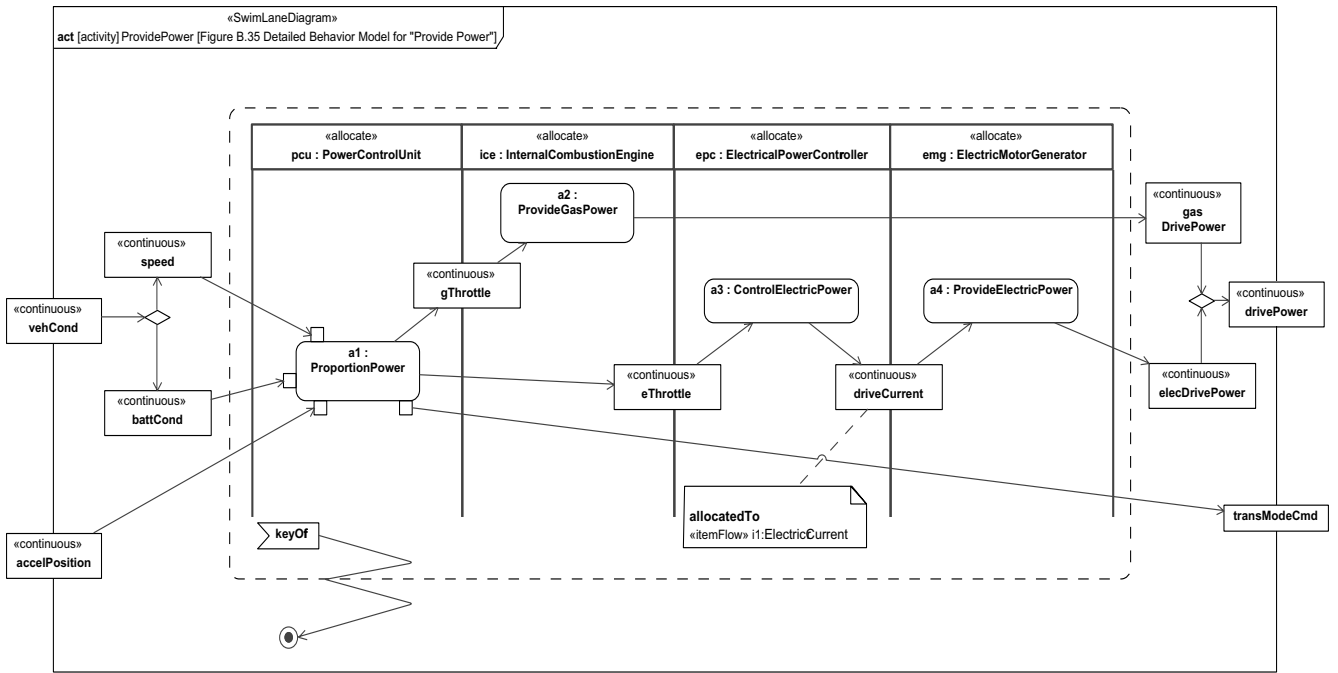 «SwimLaneDiagram»
act [activity] ProvidePower [Figure B.35 Detailed Behavior Model for "Provide Power"]
«allocate»
pcu : PowerControlUnit
«allocate»
ice : InternalCombustionEngine
«allocate»
epc : ElectricalPowerController
«allocate»
emg : ElectricMotorGenerator
a2 :
ProvideGasPower
«continuous»
gas
DrivePower
«continuous»
speed
«continuous»
gThrottle
a3 : ControlElectricPower
a4 : ProvideElectricPower
«continuous»
vehCond
«continuous»
drivePower
a1 :
ProportionPower
«continuous»
eThrottle
«continuous»
driveCurrent
«continuous»
elecDrivePower
«continuous»
battCond
allocatedTo
«itemFlow» i1:ElectricCurrent
transModeCmd
keyOff
«continuous»
accelPosition